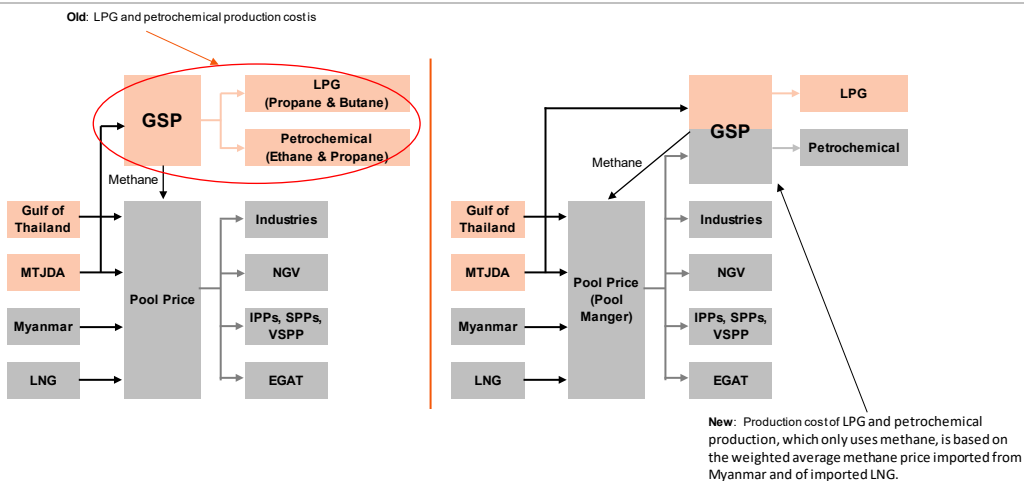 Old: LPG and petrochemical production cost is
GSP
LPG
(Propane & Butane)
Petrochemical
(Ethane & Propane)
Methane
Gulf of
Thailand
MTJDA
Myanmar
LNG
Pool Price
Industries
NGV
IPPs, SPPs,
VSPP
EGAT
GSP
LPG
Petrochemical
Methane
Gulf of
Thailand
MTJDA
Myanmar
LNG
Pool Price
(Pool
Manger)
Industries
NGV
IPPs, SPPs,
VSPP
EGAT
New: Production cost of LPG and petrochemical
production, which only uses methane, is based on
the weighted average methane price imported from
Myanmar and of imported LNG.